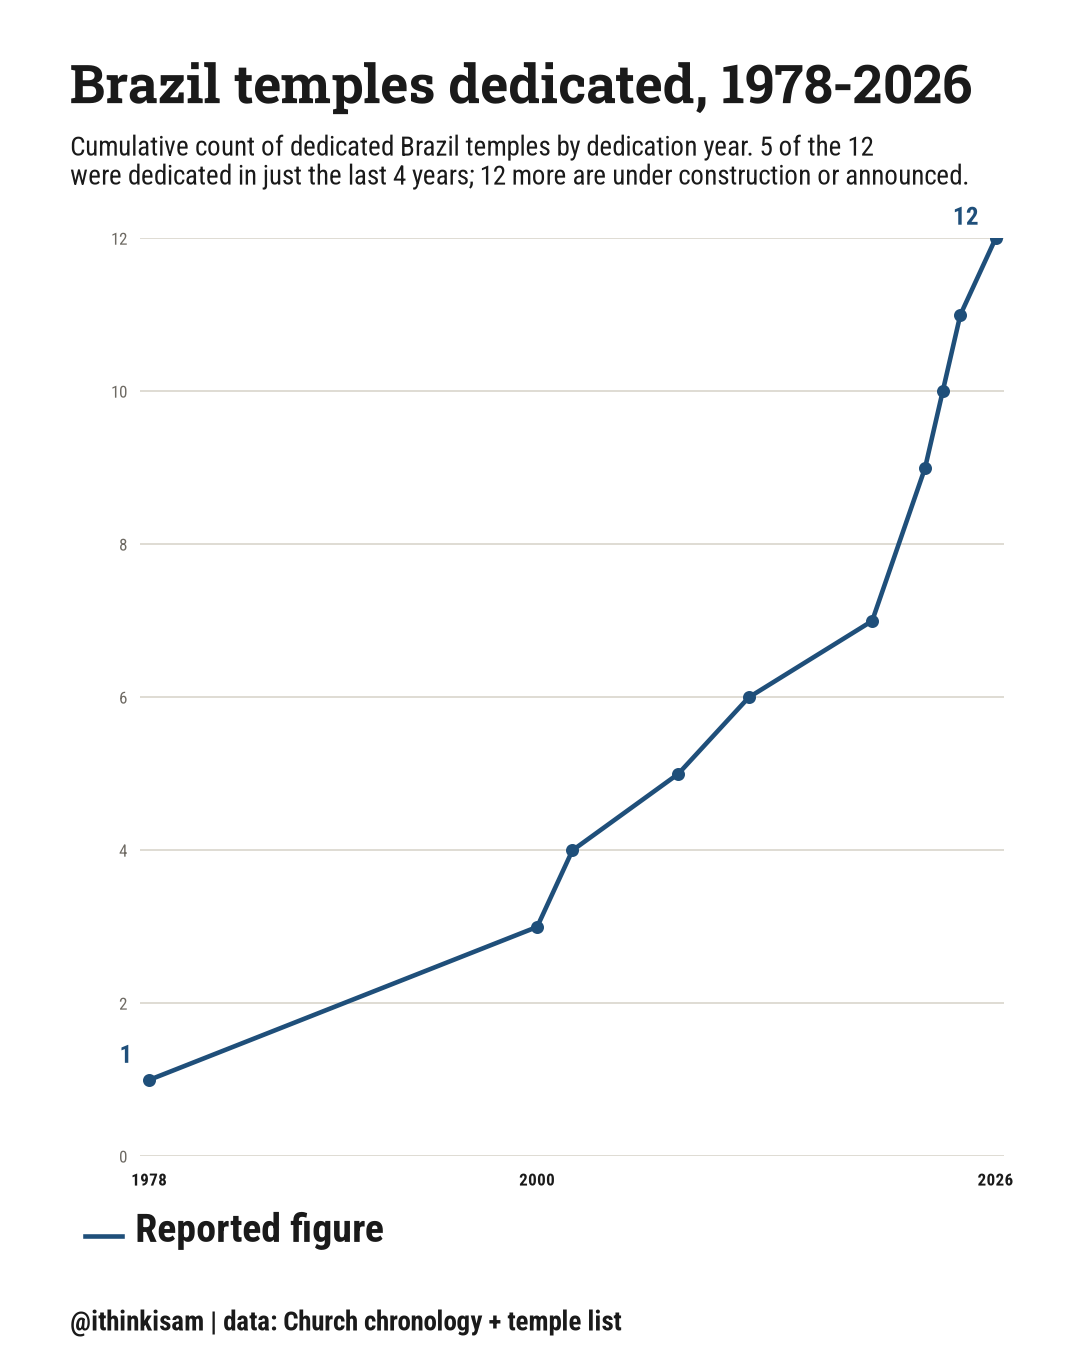 Brazil temples dedicated, 1978-2026
Cumulative count of dedicated Brazil temples by dedication year. 5 of the 12
were dedicated in just the last 4 years; 12 more are under construction or announced.
12
12
10
8
6
4
2
1
0
1978
2000
2026
Reported figure
@ithinkisam | data: Church chronology + temple list